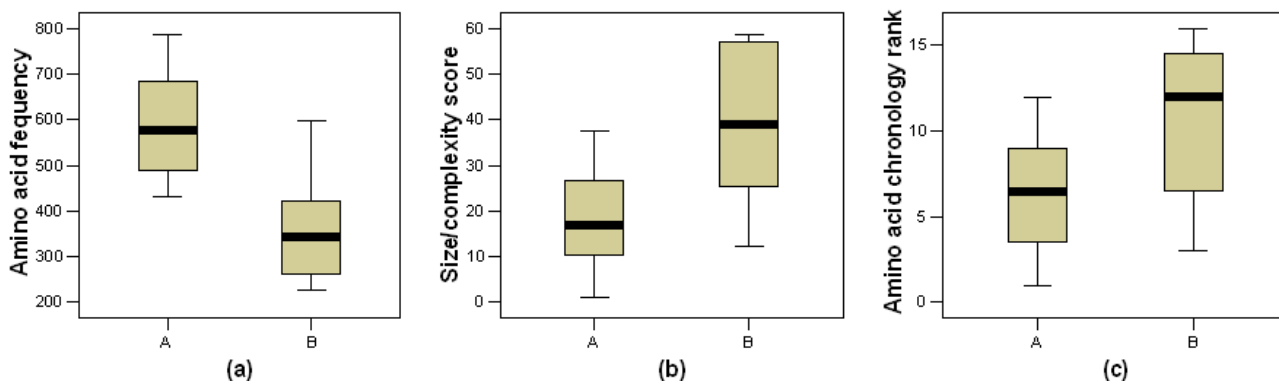 Amino acid fequency
800
700
600
500
400
300
200
A
B
(a)
Size/complexity score
60
50
40
30
20
10
0
A
B
(b)
Amino acid chronology rank
15
10
5
0
A
B
(c)